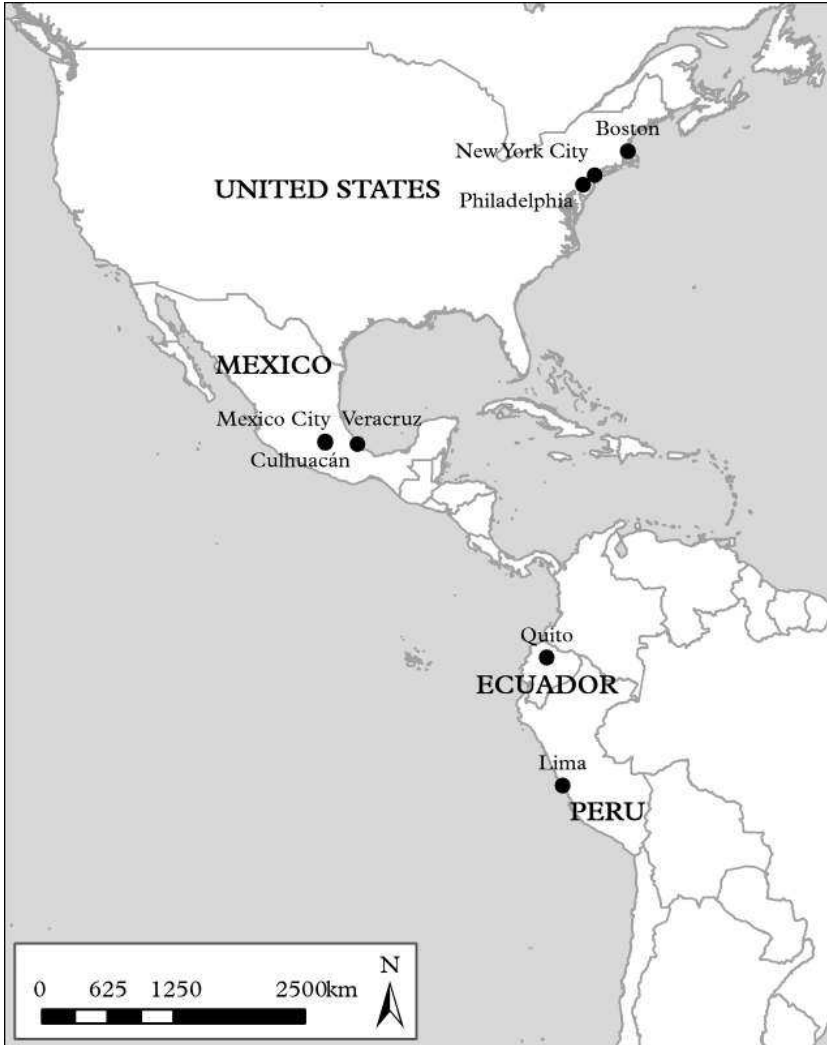 Boston
New York City
UNITED STATES
Philadelphia
MEXICO
Mexico City Veracruz
Culhuacán
Quito
ECUADOR
Lima
PERU
N
0 625 1250 2500km